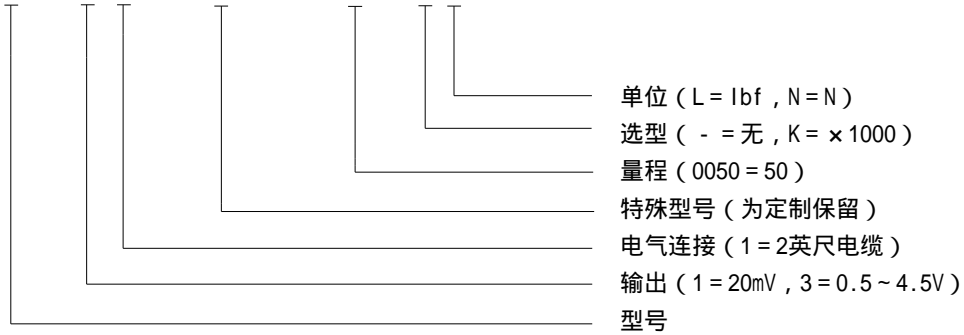 单位（L=lbf，N=N）
选型（-=无，K=×1000）
量程（0050=50）
特殊型号（为定制保留）
电气连接（1=2英尺电缆）
输出（1=20mV，3=0.5~4.5V）
型号